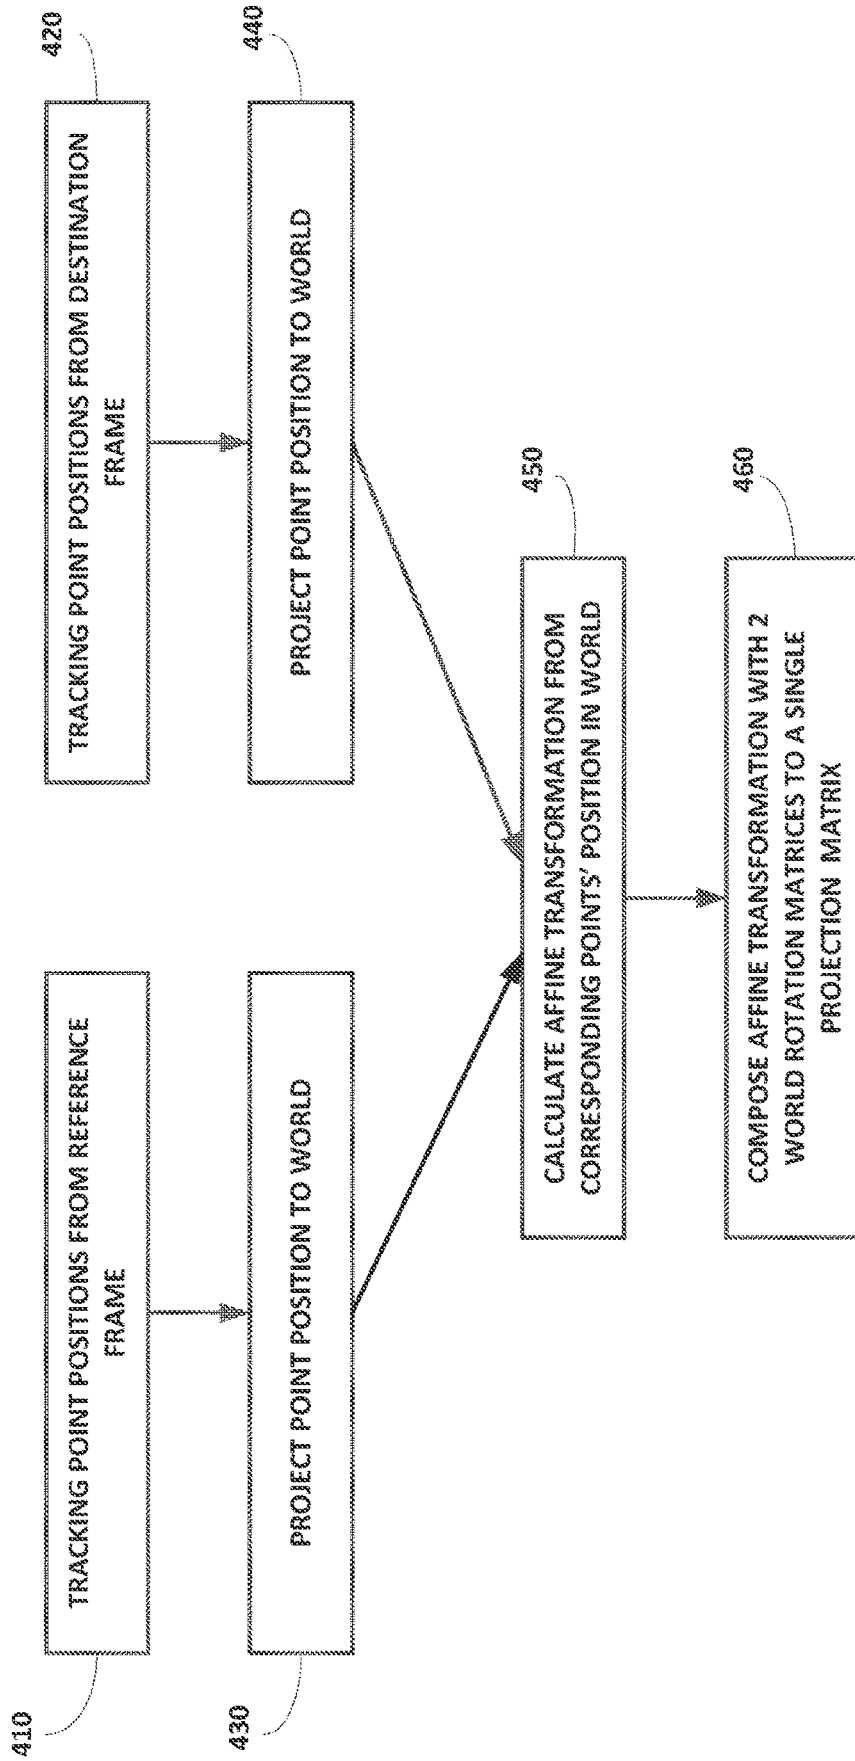 410
TRACKING POINT POSITIONS FROM REFERENCE
FRAME
420
TRACKING POINT POSITIONS FROM DESTINATION
FRAME
430
PROJECT POINT POSITION TO WORLD
440
PROJECT POINT POSITION TO WORLD
450
CALCULATE AFFINE TRANSFORMATION FROM
CORRESPONDING POINTS' POSITION IN WORLD
460
COMPOSE AFFINE TRANSFORMATION WITH 2
WORLD ROTATION MATRICES TO A SINGLE
PROJECTION MATRIX